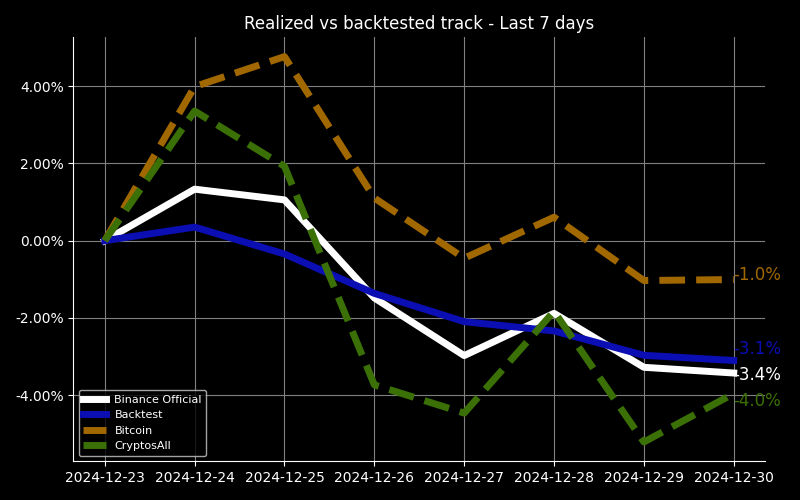 Realized vs backtested track - Last 7 days
4.00%
2.00%
0.00%
-2.00%
-4.00%
-1.0%
-3.1%
-3.4%
-4.0%
Binance Official
Backtest
Bitcoin
CryptosAll
2024-12-23 2024-12-24 2024-12-25 2024-12-26 2024-12-27 2024-12-28 2024-12-29 2024-12-30